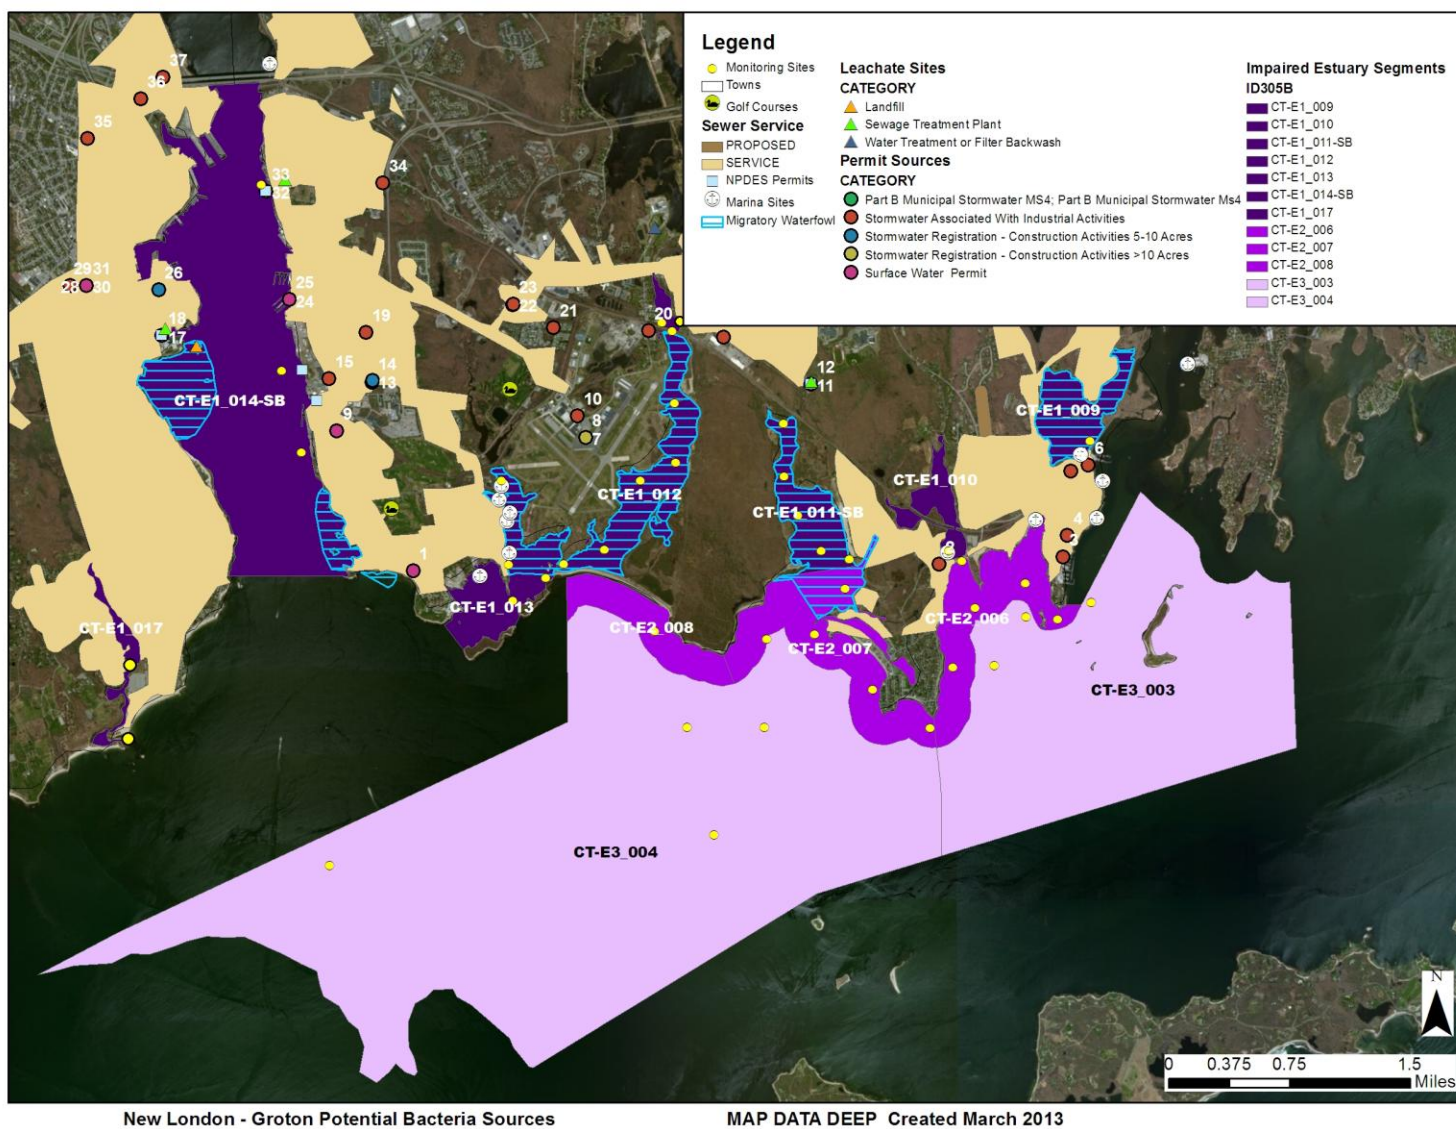 Legend
Monitoring Sites
Towns
Golf Courses
Sewer Service
PROPOSED
SERVICE
NPDES Permits
Marina Sites
Migratory Waterfowl
Leachate Sites
CATEGORY
Landfill
Sewage Treatment Plant
Water Treatment or Filter Backwash
Permit Sources
CATEGORY
Part B Municipal Stormwater MS4; Part B Municipal Stormwater Ms4
Stormwater Associated With Industrial Activities
Stormwater Registration - Construction Activities 5-10 Acres
Stormwater Registration - Construction Activities >10 Acres
Surface Water Permit
Impaired Estuary Segments
ID305B
CT-E1_009
CT-E1_010
CT-E1_011-SB
CT-E1_012
CT-E1_013
CT-E1_014-SB
CT-E1_017
CT-E2_006
CT-E2_007
CT-E2_008
CT-E3_003
CT-E3_004
37
36
35
34
33
32
29 31
28 30
26
25
24
23
22
21
20
19
18
17
15
14
13
12
11
10
9
8
7
6
4
3
1
CT-E1_014-SB
CT-E1_009
CT-E1_010
CT-E1_012
CT-E1_011-SB
CT-E1_013
CT-E1_017
CT-E2_008
CT-E2_007
CT-E2_006
CT-E3_003
CT-E3_004
N
0 0.375 0.75 1.5
Miles
New London - Groton Potential Bacteria Sources MAP DATA DEEP Created March 2013